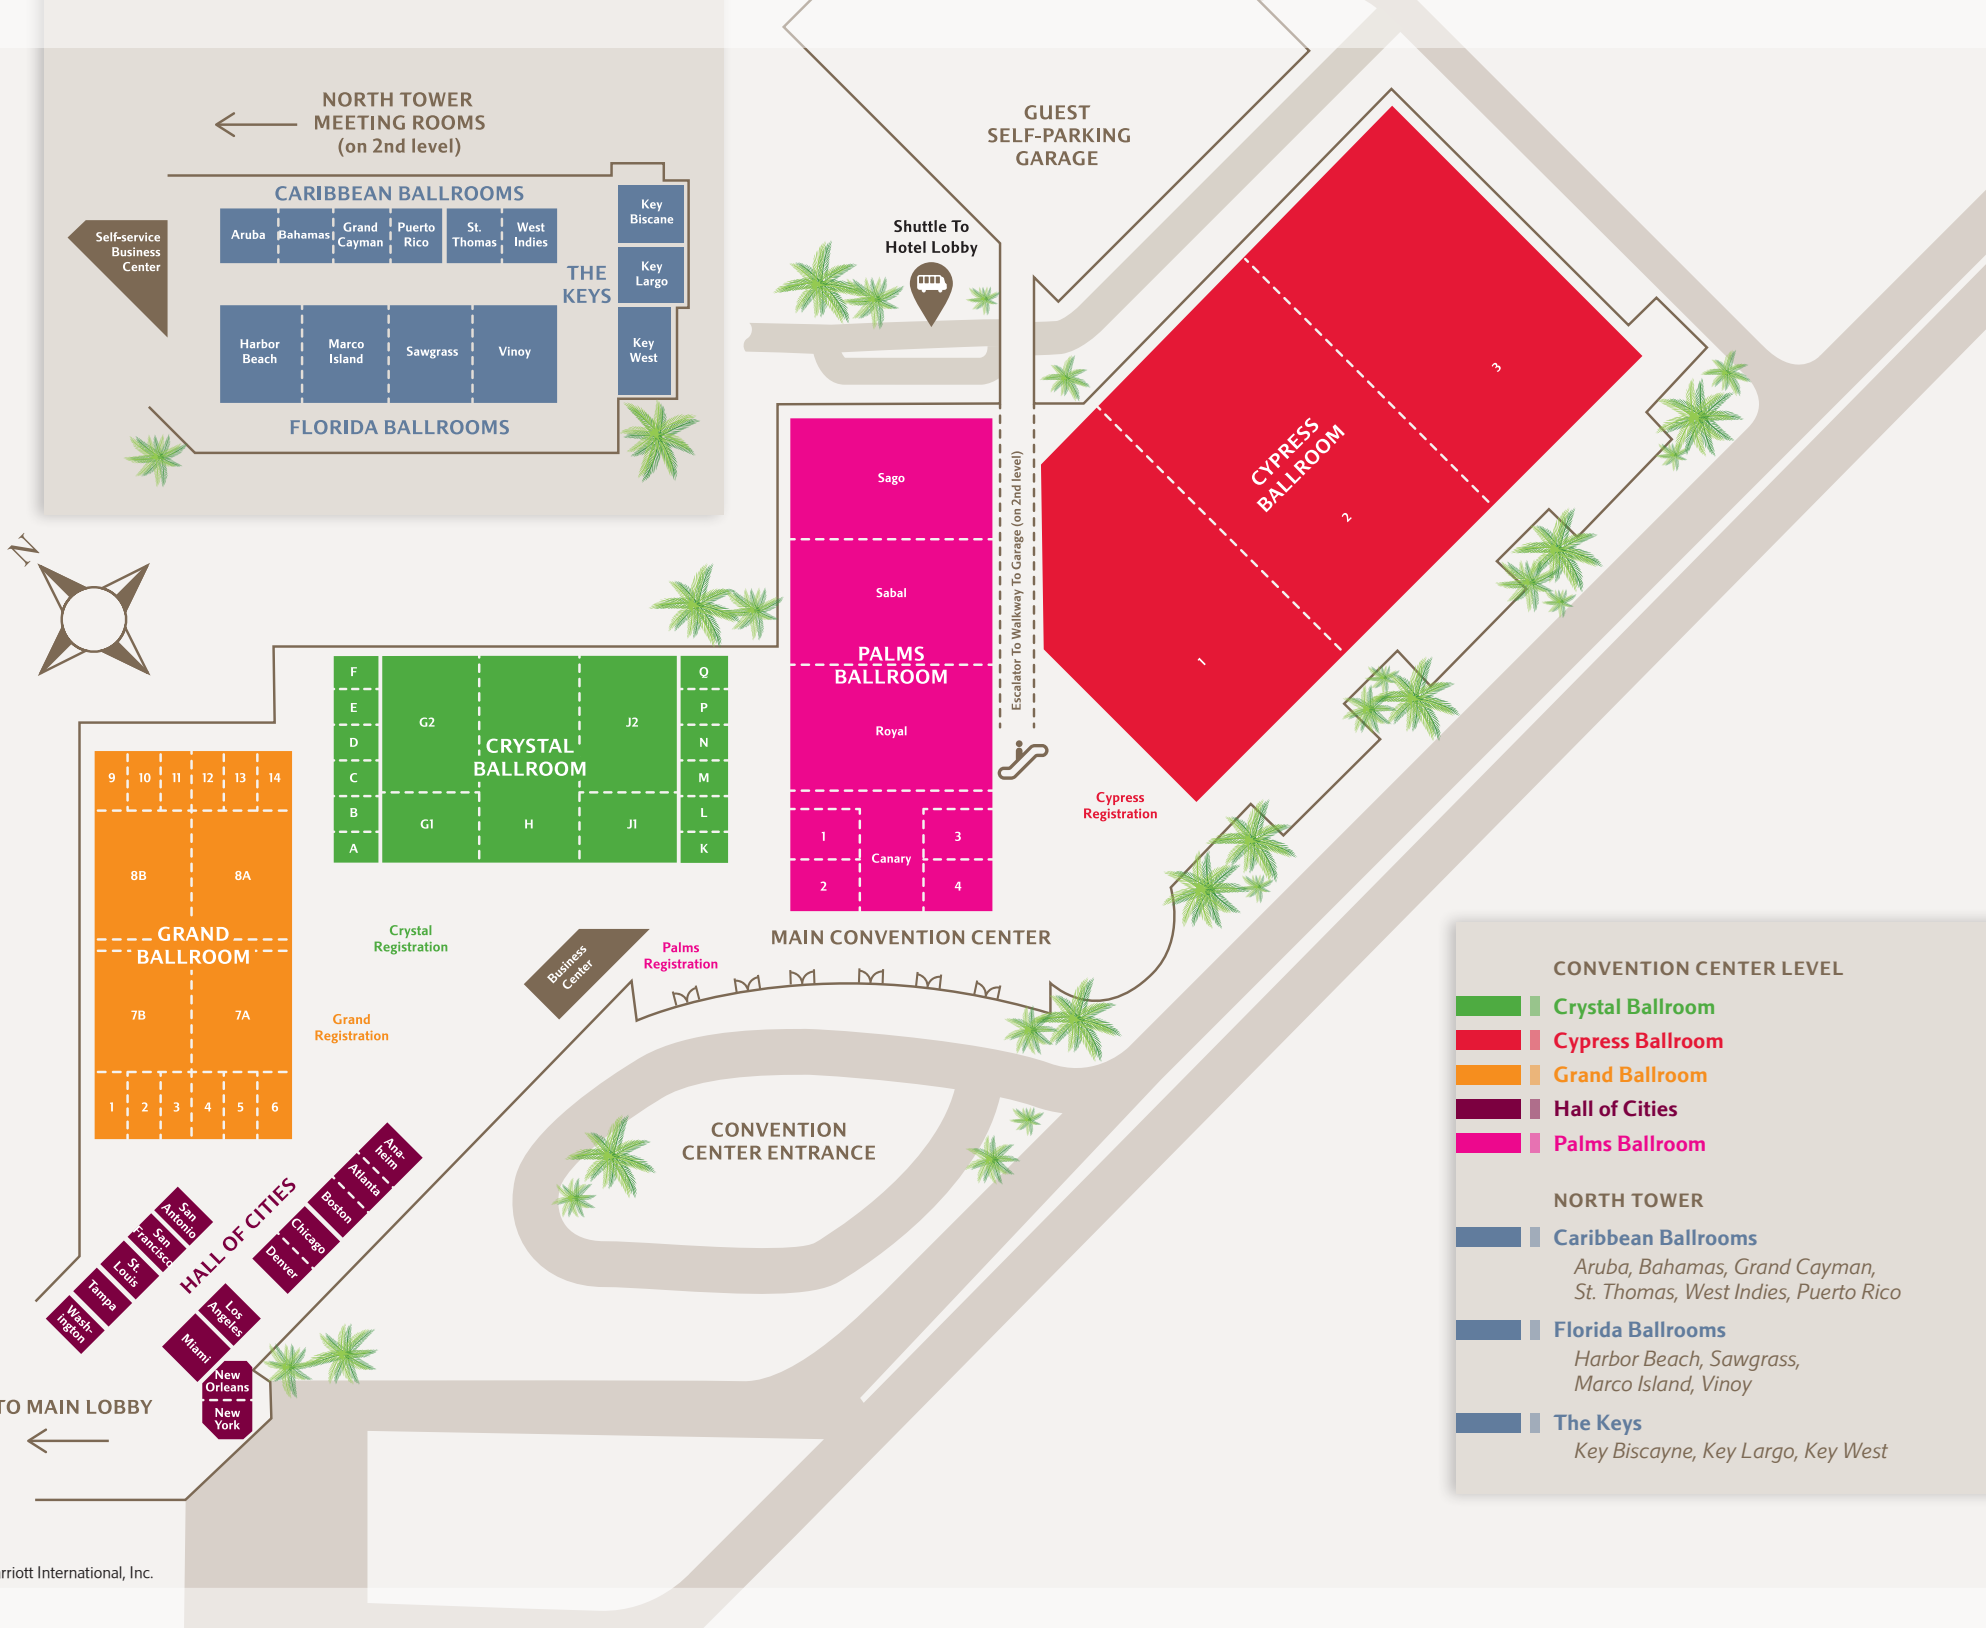 NORTH TOWER
MEETING ROOMS
(on 2nd level)
CARIBBEAN BALLROOMS
Aruba
Bahamas
Grand
Cayman
Puerto
Rico
St.
Thomas
West
Indies
Key
Biscane
Key
Largo
Key
West
THE
KEYS
Self-service
Business
Center
Harbor
Beach
Marco
Island
Sawgrass
Vinoy
FLORIDA BALLROOMS
GUEST
SELF-PARKING
GARAGE
Shuttle To
Hotel Lobby
N
Sago
Sabal
PALMS
BALLROOM
Royal
1
2
Canary
3
4
Escalator To Walkway To Garage (on 2nd level)
CYPRESS
BALLROOM
3
2
1
Cypress
Registration
F
E
D
C
B
A
G2
G1
CRYSTAL
BALLROOM
H
J2
J1
Q
P
N
M
L
K
9
10
11
12
13
14
8B
8A
GRAND
BALLROOM
7B
7A
1
2
3
4
5
6
Crystal
Registration
Grand
Registration
Business
Center
Palms
Registration
MAIN CONVENTION CENTER
CONVENTION
CENTER ENTRANCE
HALL OF CITIES
San
Antonio
San
Francisco
St.
Louis
Tampa
Wash-
ington
Ana-
heim
Atlanta
Boston
Chicago
Denver
Los
Angeles
Miami
New
Orleans
New
York
TO MAIN LOBBY
rriott International, Inc.
CONVENTION CENTER LEVEL
Crystal Ballroom
Cypress Ballroom
Grand Ballroom
Hall of Cities
Palms Ballroom
NORTH TOWER
Caribbean Ballrooms
Aruba, Bahamas, Grand Cayman,
St. Thomas, West Indies, Puerto Rico
Florida Ballrooms
Harbor Beach, Sawgrass,
Marco Island, Vinoy
The Keys
Key Biscayne, Key Largo, Key West